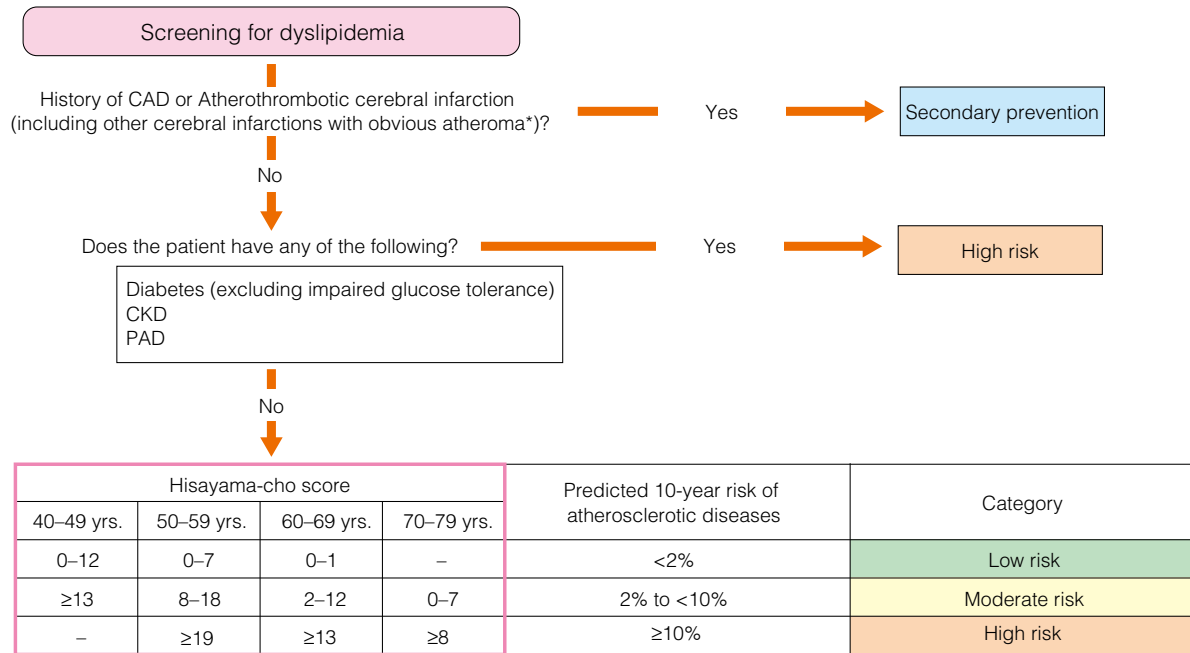 Screening for dyslipidemia
History of CAD or Atherothrombotic cerebral infarction
(including other cerebral infarctions with obvious atheroma*)?
Yes
Secondary prevention
No
Does the patient have any of the following?
Yes
High risk
Diabetes (excluding impaired glucose tolerance)
CKD
PAD
No
Hisayama-cho score
Predicted 10-year risk of
atherosclerotic diseases
Category
40–49 yrs. 50–59 yrs. 60–69 yrs. 70–79 yrs.
0–12 0–7 0–1 – <2% Low risk
≥13 8–18 2–12 0–7 2% to <10% Moderate risk
– ≥19 ≥13 ≥8 ≥10% High risk